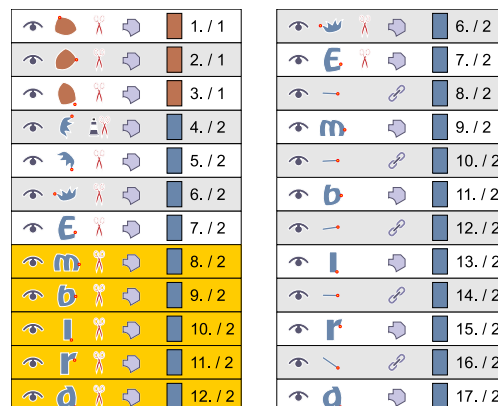 1. / 1
2. / 1
3. / 1
4. / 2
5. / 2
6. / 2
E 7. / 2
m 8. / 2
b 9. / 2
l 10. / 2
r 11. / 2
d 12. / 2
6. / 2
E 7. / 2
8. / 2
m 9. / 2
10. / 2
b 11. / 2
12. / 2
l 13. / 2
14. / 2
r 15. / 2
16. / 2
d 17. / 2